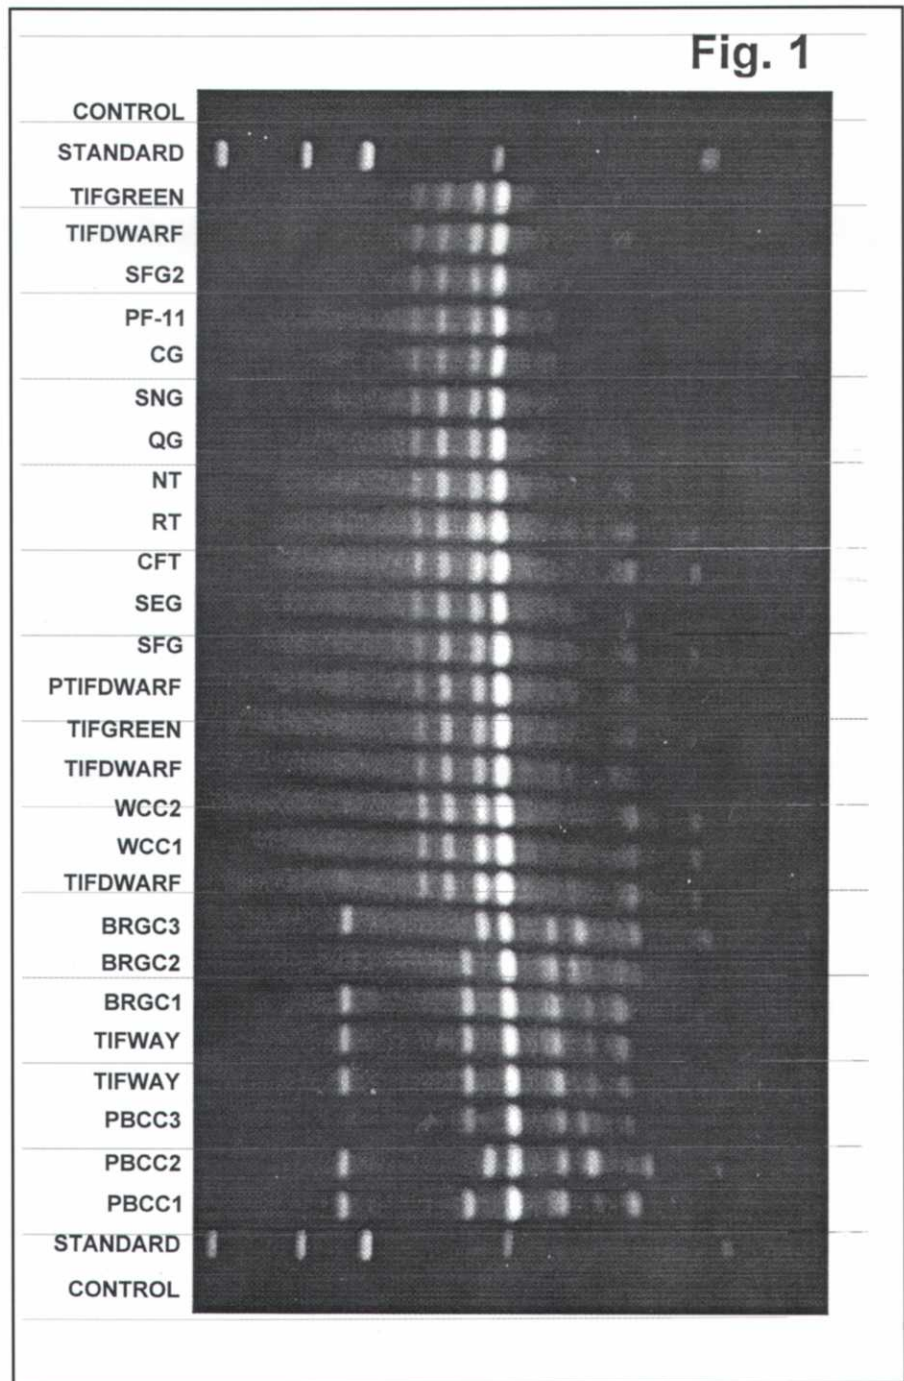 Fig. 1
CONTROL
STANDARD
TIFGREEN
TIFDWARF
SFG2
PF-11
CG
SNG
QG
NT
RT
CFT
SEG
SFG
PTIFDWARF
TIFGREEN
TIFDWARF
WCC2
WCC1
TIFDWARF
BRGC3
BRGC2
BRGC1
TIFWAY
TIFWAY
PBCC3
PBCC2
PBCC1
STANDARD
CONTROL